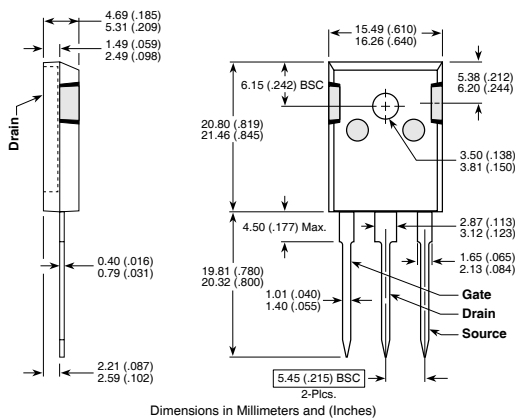 4.69 (.185)
5.31 (.209)
1.49 (.059)
2.49 (.098)
15.49 (.610)
16.26 (.640)
6.15 (.242) BSC
5.38 (.212)
6.20 (.244)
Drain
20.80 (.819)
21.46 (.845)
3.50 (.138)
3.81 (.150)
4.50 (.177) Max.
2.87 (.113)
3.12 (.123)
0.40 (.016)
0.79 (.031)
19.81 (.780)
20.32 (.800)
1.65 (.065)
2.13 (.084)
1.01 (.040)
1.40 (.055)
Gate
Drain
Source
2.21 (.087)
2.59 (.102)
5.45 (.215) BSC
2-Plcs.
Dimensions in Millimeters and (Inches)